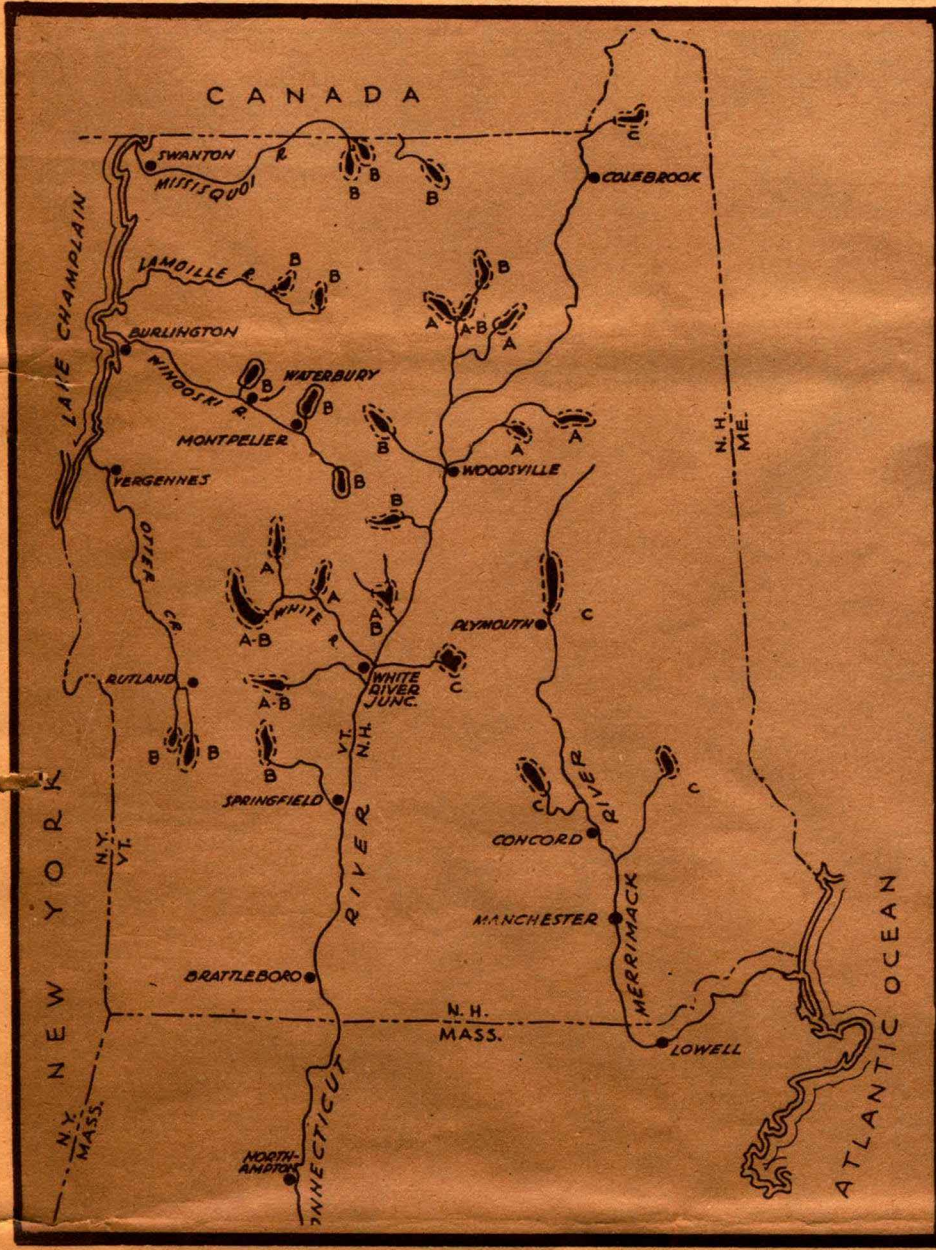 CANADA
C
SWANTON
MISSISQUOI R
B
B
B
COLEBROOK
LAKE CHAMPLAIN
LAMOILLE R.
B
B
B
A
A-B
A
BURLINGTON
WINOOSKI R.
B
WATERBURY
B
MONTPELIER
B
B
A
A
WOODSVILLE
N.H.
ME.
VERGENNES
B
OTTER CR.
A
A
A-B
WHITE R.
A
B
PLYMOUTH
C
RUTLAND
A-B
WHITE
RIVER
JUNC.
C
VT.
N.H.
B
B
B
C
C
SPRINGFIELD
CONCORD
NEW YORK
N.Y.
VT.
MANCHESTER
MERRIMACK RIVER
BRATTLEBORO
N.H.
MASS.
LOWELL
ATLANTIC OCEAN
N.Y.
MASS.
NORTH-
AMPTON
ONNECTICUT RIVER